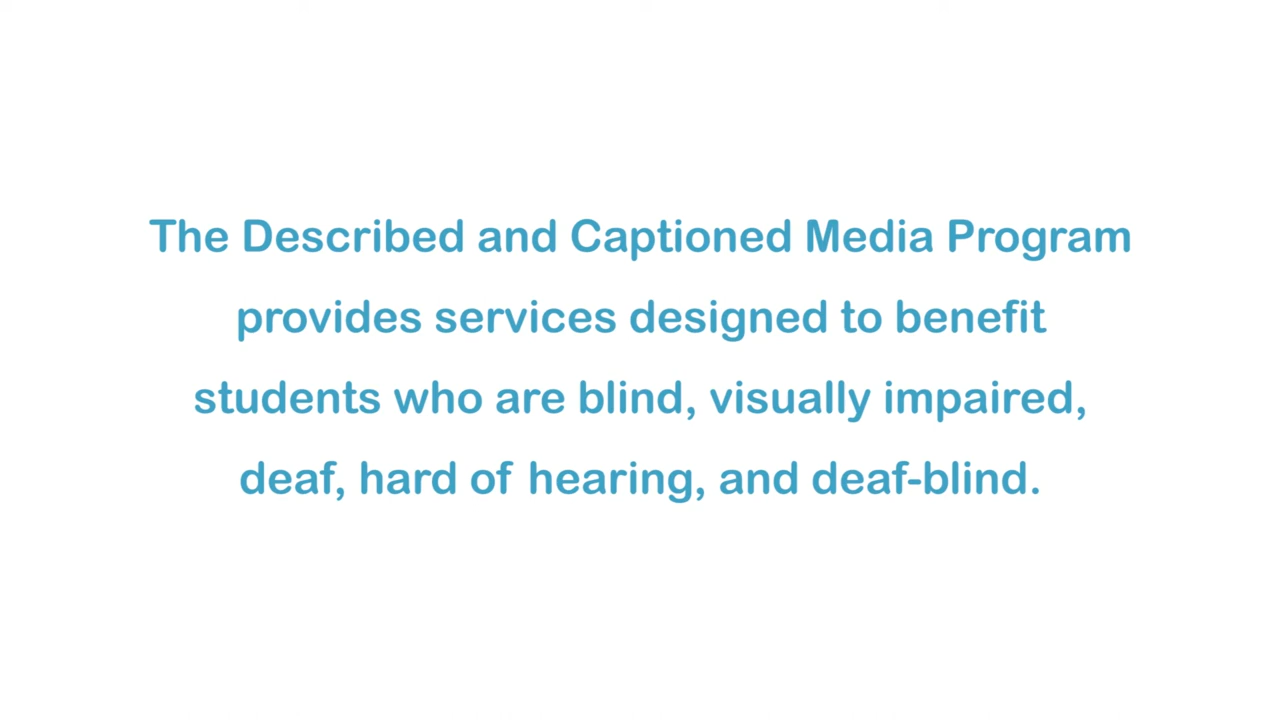 The Described and Captioned Media Program
provides services designed to benefit
students who are blind, visually impaired,
deaf, hard of hearing, and deaf-blind.